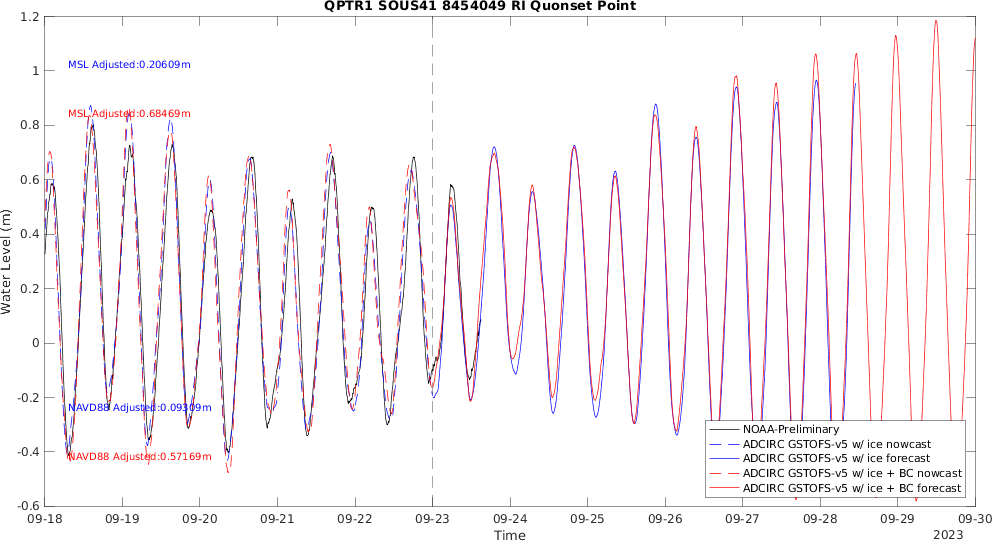 QPTR1 SOUS41 8454049 RI Quonset Point
1.2
1
0.8
0.6
0.4
0.2
0
-0.2
-0.4
-0.6
Water Level (m)
MSL Adjusted:0.20609m
MSL Adjusted:0.68469m
NAVD88 Adjusted:0.09309m
NAVD88 Adjusted:0.57169m
NOAA-Preliminary
ADCIRC GSTOFS-v5 w/ ice nowcast
ADCIRC GSTOFS-v5 w/ ice forecast
ADCIRC GSTOFS-v5 w/ ice + BC nowcast
ADCIRC GSTOFS-v5 w/ ice + BC forecast
09-18 09-19 09-20 09-21 09-22 09-23 09-24 09-25 09-26 09-27 09-28 09-29 09-30
Time
2023